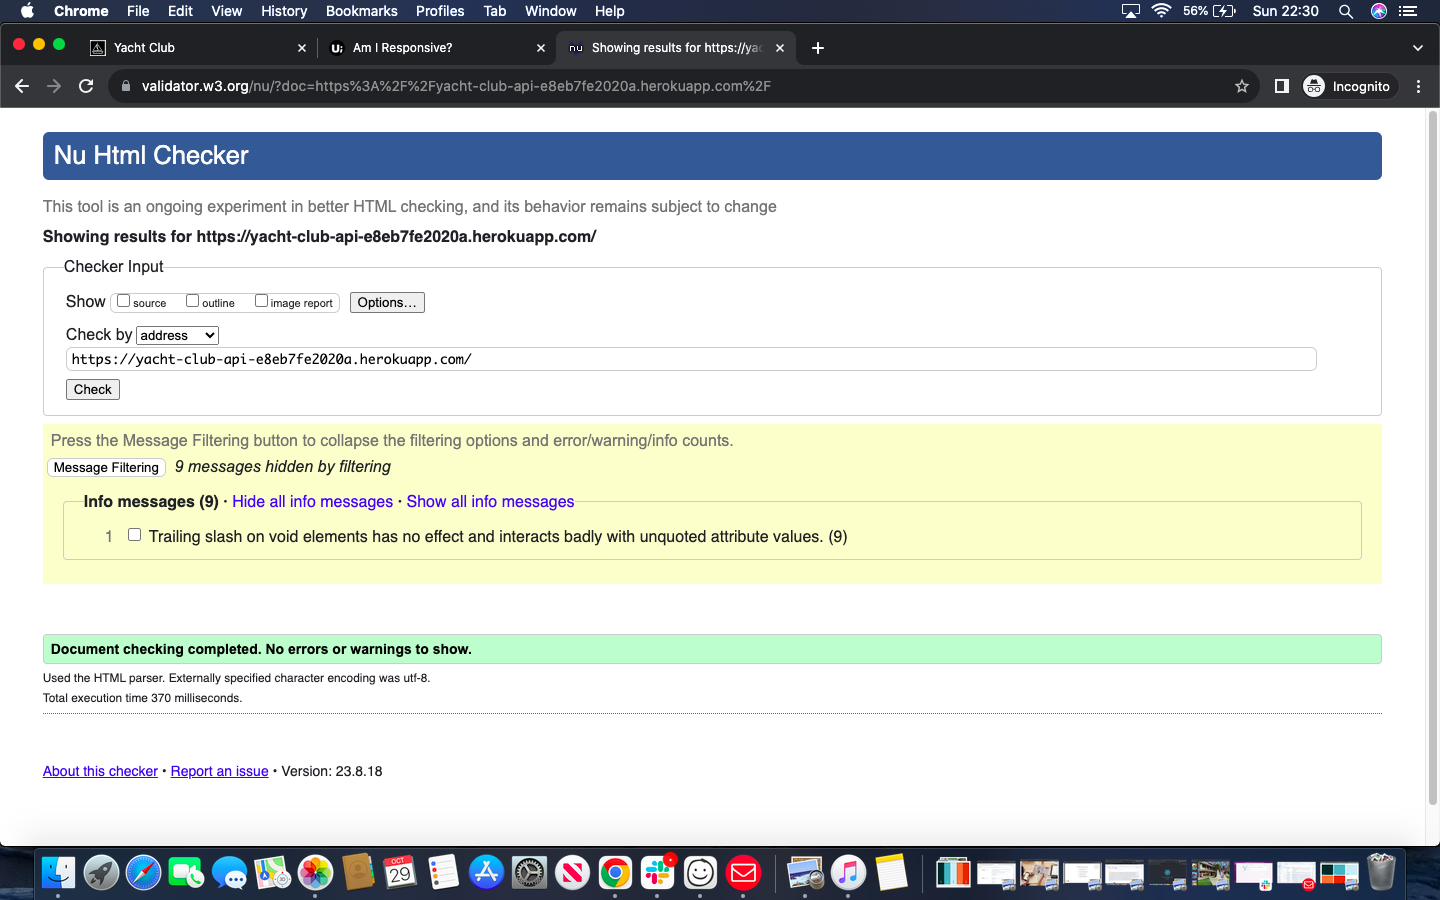 Chrome File Edit View History Bookmarks Profiles Tab Window Help 56% Sun 22:30
Yacht Club Am I Responsive? nu Showing results for https://yac
validator.w3.org/nu/?doc=https%3A%2F%2Fyacht-club-api-e8eb7fe2020a.herokuapp.com%2F Incognito
Nu Html Checker
This tool is an ongoing experiment in better HTML checking, and its behavior remains subject to change
Showing results for https://yacht-club-api-e8eb7fe2020a.herokuapp.com/
Checker Input
Show source outline image report Options...
Check by address
https://yacht-club-api-e8eb7fe2020a.herokuapp.com/
Check
Press the Message Filtering button to collapse the filtering options and error/warning/info counts.
Message Filtering 9 messages hidden by filtering
Info messages (9) · Hide all info messages · Show all info messages
1 Trailing slash on void elements has no effect and interacts badly with unquoted attribute values. (9)
Document checking completed. No errors or warnings to show.
Used the HTML parser. Externally specified character encoding was utf-8.
Total execution time 370 milliseconds.
About this checker • Report an issue • Version: 23.8.18
OCT
29